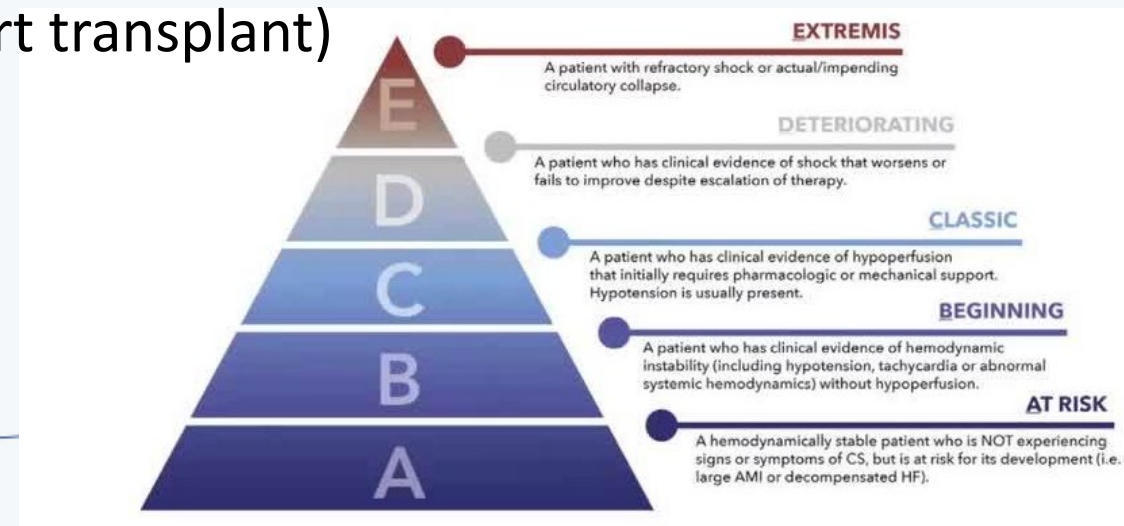 rt transplant)
EXTREMIS
A patient with refractory shock or actual/impending
circulatory collapse.
E
DETERIORATING
A patient who has clinical evidence of shock that worsens or
fails to improve despite escalation of therapy.
D
CLASSIC
A patient who has clinical evidence of hypoperfusion
that initially requires pharmacologic or mechanical support.
Hypotension is usually present.
C
BEGINNING
A patient who has clinical evidence of hemodynamic
instability (including hypotension, tachycardia or abnormal
systemic hemodynamics) without hypoperfusion.
B
AT RISK
A hemodynamically stable patient who is NOT experiencing
signs or symptoms of CS, but is at risk for its development (i.e.
large AMI or decompensated HF).
A